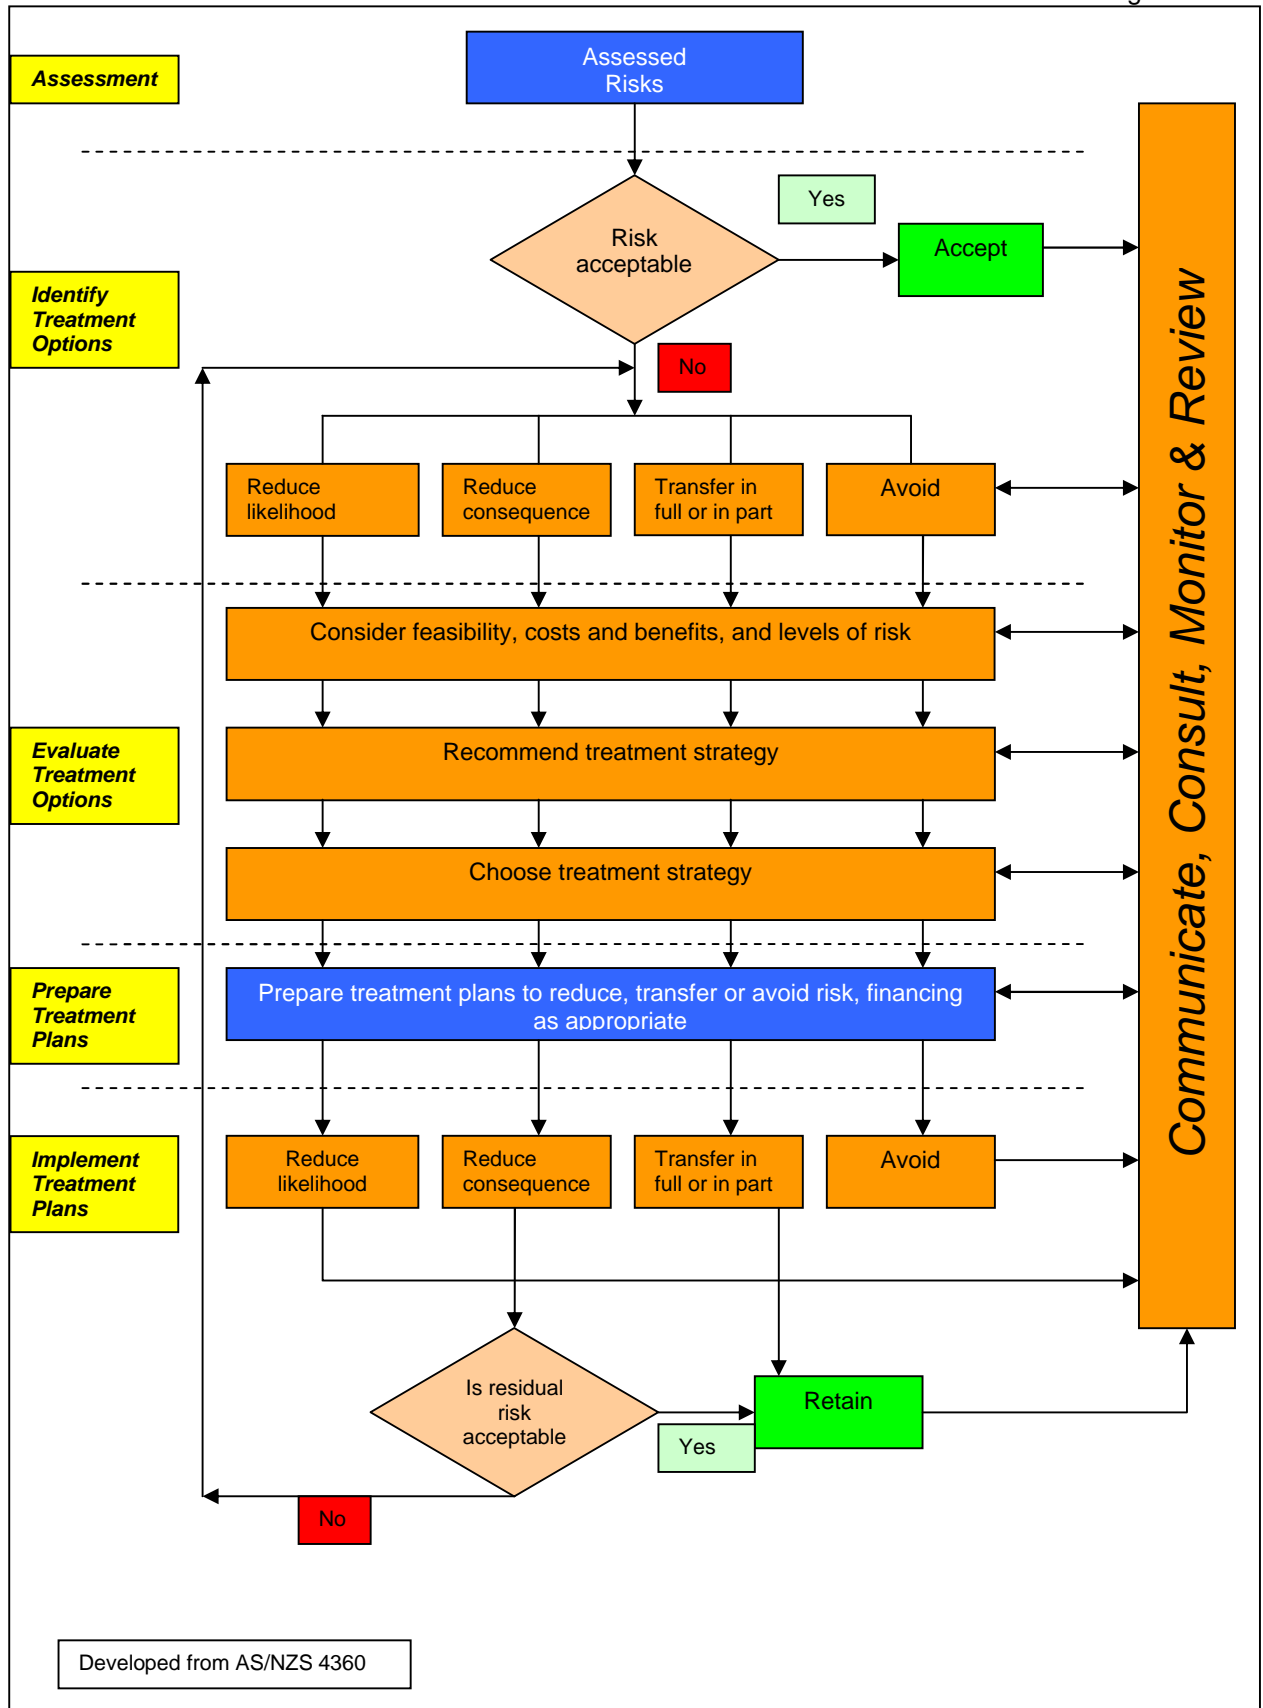 Assessment
Assessed
Risks
Yes
Risk
acceptable
Accept
Identify
Treatment
Options
No
Reduce
likelihood
Reduce
consequence
Transfer in
full or in part
Avoid
Consider feasibility, costs and benefits, and levels of risk
Evaluate
Treatment
Options
Recommend treatment strategy
Choose treatment strategy
Prepare
Treatment
Plans
Prepare treatment plans to reduce, transfer or avoid risk, financing
as appropriate
Implement
Treatment
Plans
Reduce
likelihood
Reduce
consequence
Transfer in
full or in part
Avoid
Communicate, Consult, Monitor & Review
Is residual
risk
acceptable
Yes
Retain
No
Developed from AS/NZS 4360